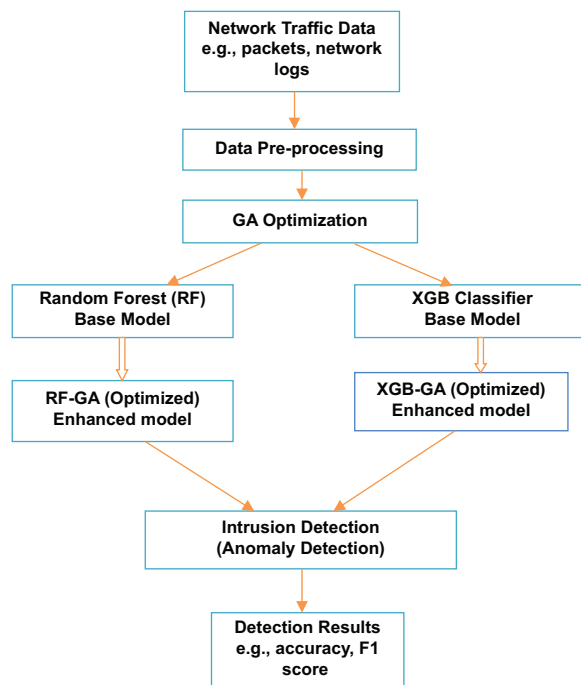 Network Traffic Data
e.g., packets, network
logs
Data Pre-processing
GA Optimization
Random Forest (RF)
Base Model
XGB Classifier
Base Model
RF-GA (Optimized)
Enhanced model
XGB-GA (Optimized)
Enhanced model
Intrusion Detection
(Anomaly Detection)
Detection Results
e.g., accuracy, F1
score